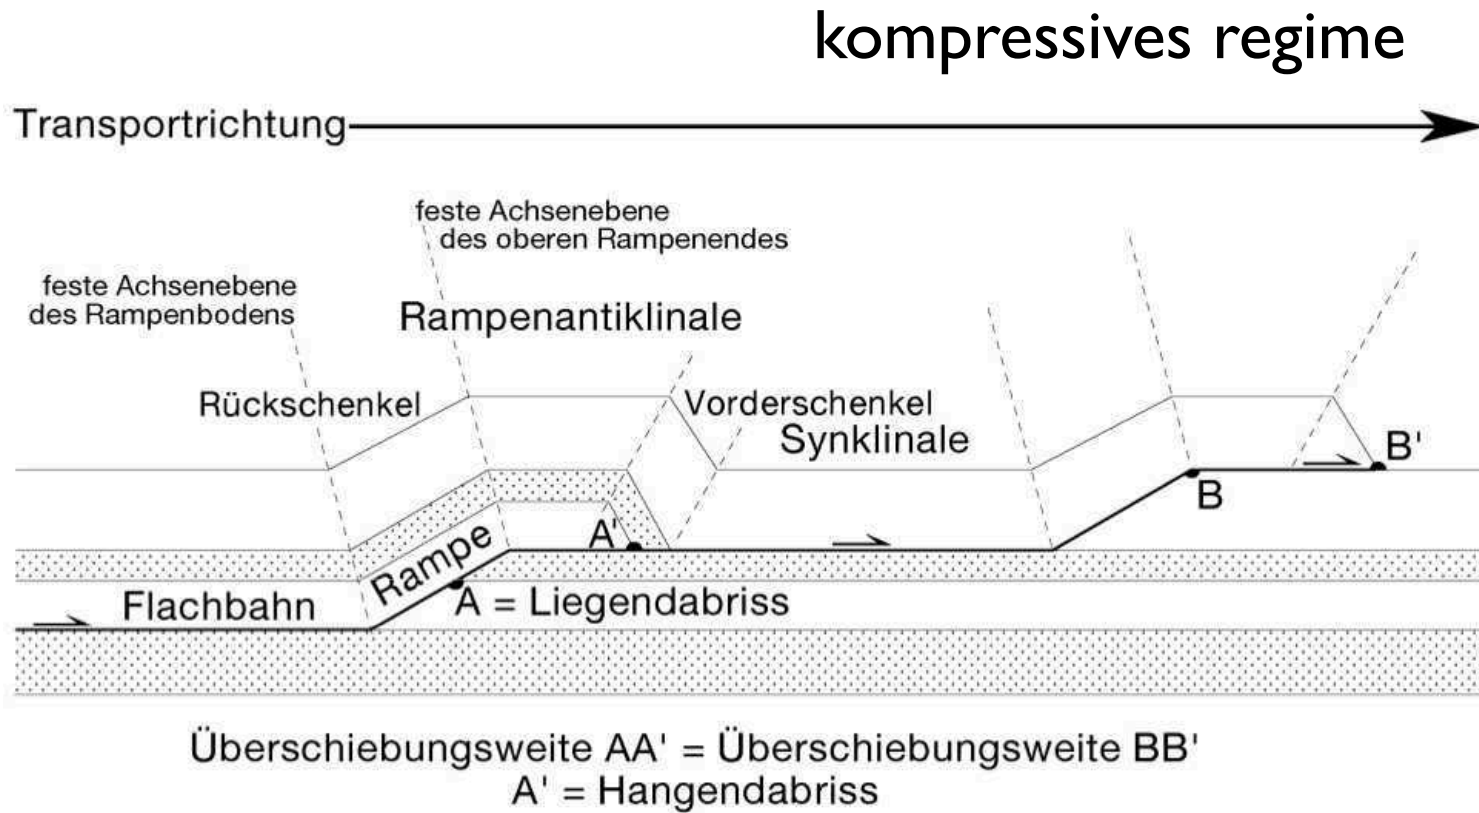 kompressives regime
Transportrichtung
feste Achsenebene
des oberen Rampenendes
feste Achsenebene
des Rampenbodens
Rampenantiklinale
Rückschenkel
Vorderschenkel
Synklinale
B'
B
A'
Rampe
Flachbahn
A = Liegendabriss
Überschiebungsweite AA' = Überschiebungsweite BB'
A' = Hangendabriss